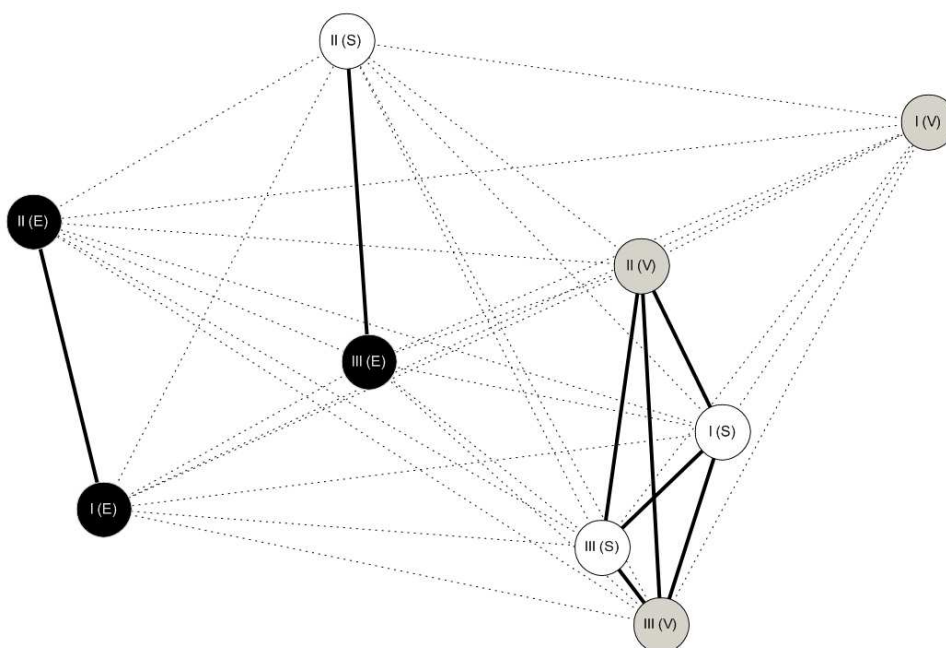 II (S)
I (V)
II (E)
II (V)
III (E)
I (S)
I (E)
III (S)
III (V)